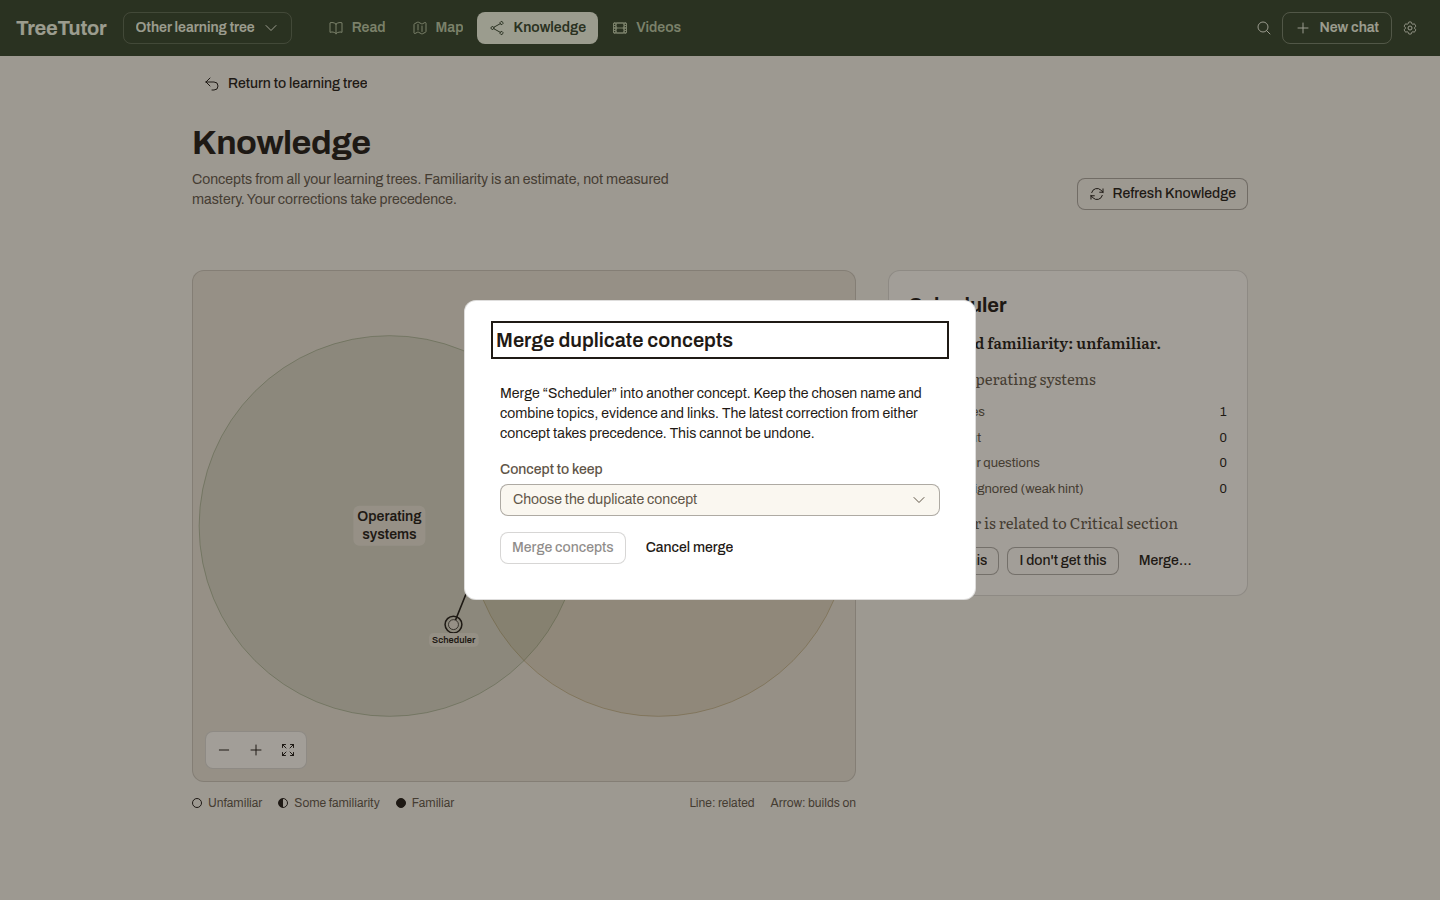 TreeTutor
Other learning tree
Read
Map
Knowledge
Videos
New chat
Return to learning tree
Knowledge
Concepts from all your learning trees. Familiarity is an estimate, not measured
mastery. Your corrections take precedence.
Refresh Knowledge
Merge duplicate concepts
Merge “Scheduler” into another concept. Keep the chosen name and
combine topics, evidence and links. The latest correction from either
concept takes precedence. This cannot be undone.
Concept to keep
Choose the duplicate concept
Merge concepts
Cancel merge
Operating
systems
Scheduler
familiarity: unfamiliar.
perating systems
1
0
questions
0
ignored (weak hint)
0
is related to Critical section
I don't get this
Merge...
Unfamiliar
Some familiarity
Familiar
Line: related
Arrow: builds on